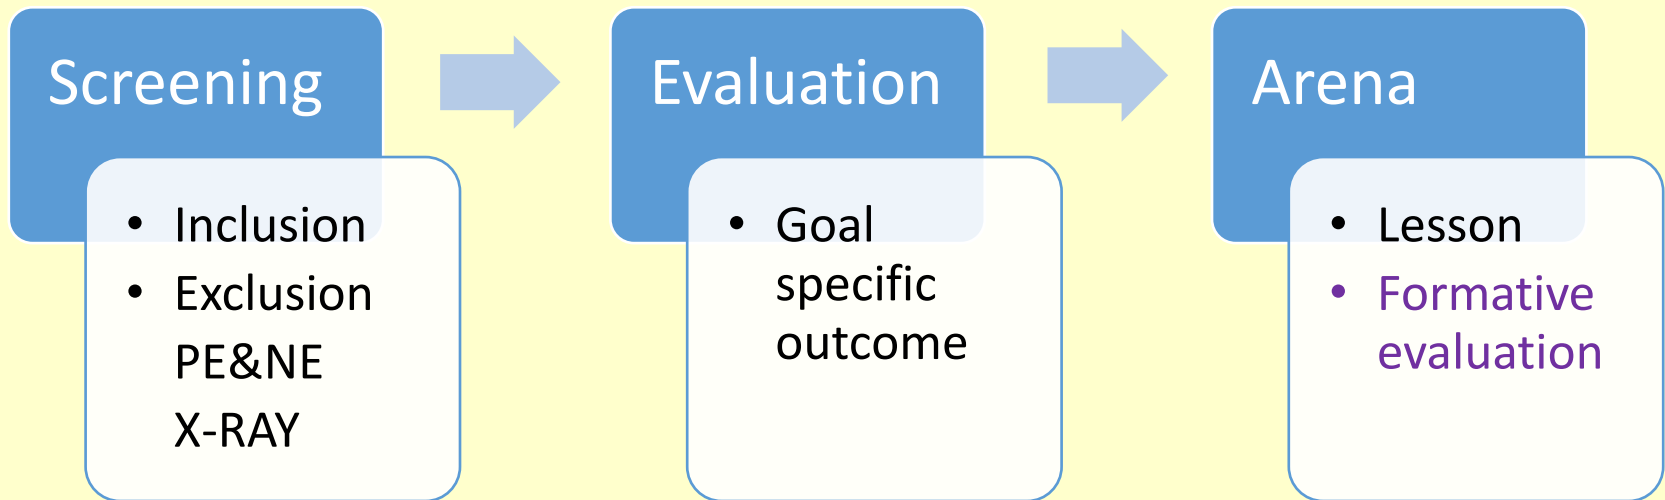 Screening
• Inclusion
• Exclusion
PE&NE
X-RAY
Evaluation
• Goal
specific
outcome
Arena
• Lesson
• Formative
evaluation